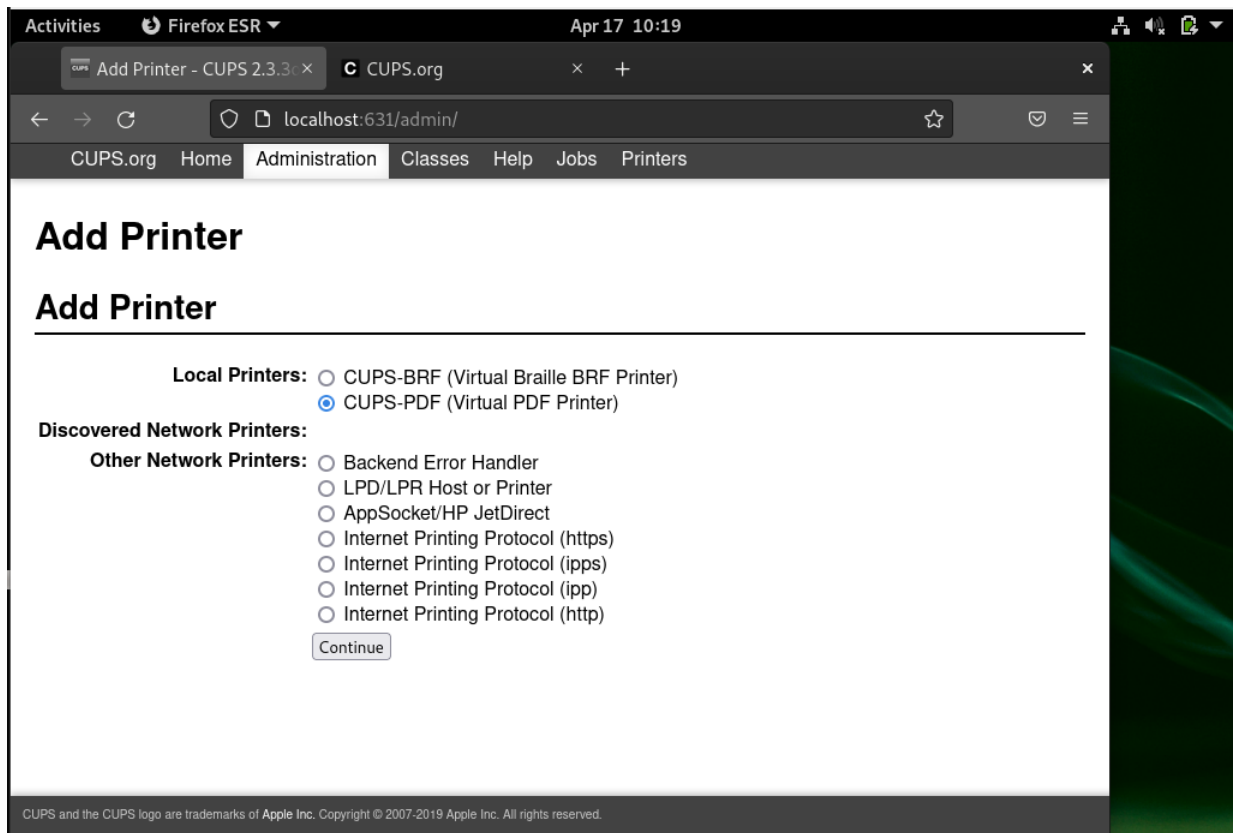 Activities Firefox ESR Apr 17 10:19
CUPS Add Printer - CUPS 2.3.3 C CUPS.org
localhost:631/admin/
CUPS.org Home Administration Classes Help Jobs Printers
Add Printer
Add Printer
Local Printers: CUPS-BRF (Virtual Braille BRF Printer)
CUPS-PDF (Virtual PDF Printer)
Discovered Network Printers:
Other Network Printers: Backend Error Handler
LPD/LPR Host or Printer
AppSocket/HP JetDirect
Internet Printing Protocol (https)
Internet Printing Protocol (ipps)
Internet Printing Protocol (ipp)
Internet Printing Protocol (http)
Continue
CUPS and the CUPS logo are trademarks of Apple Inc. Copyright © 2007-2019 Apple Inc. All rights reserved.